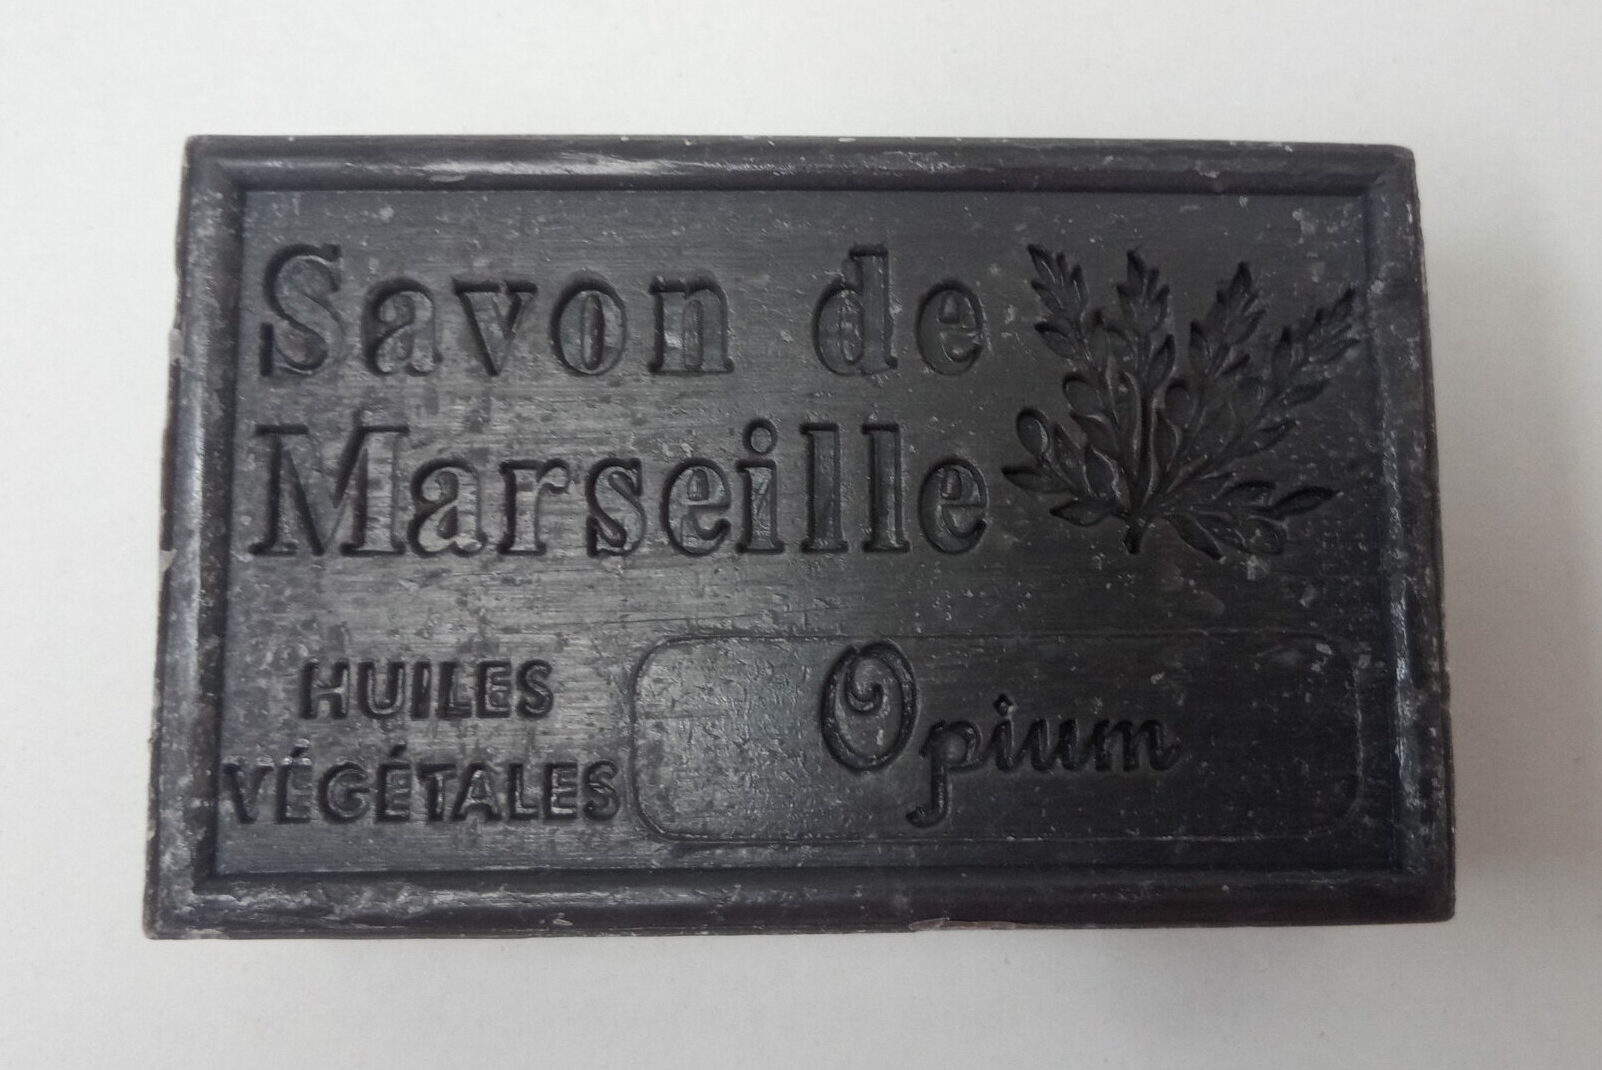 Savon de
Marseille
HUILES
VÉGÉTALES
Opium